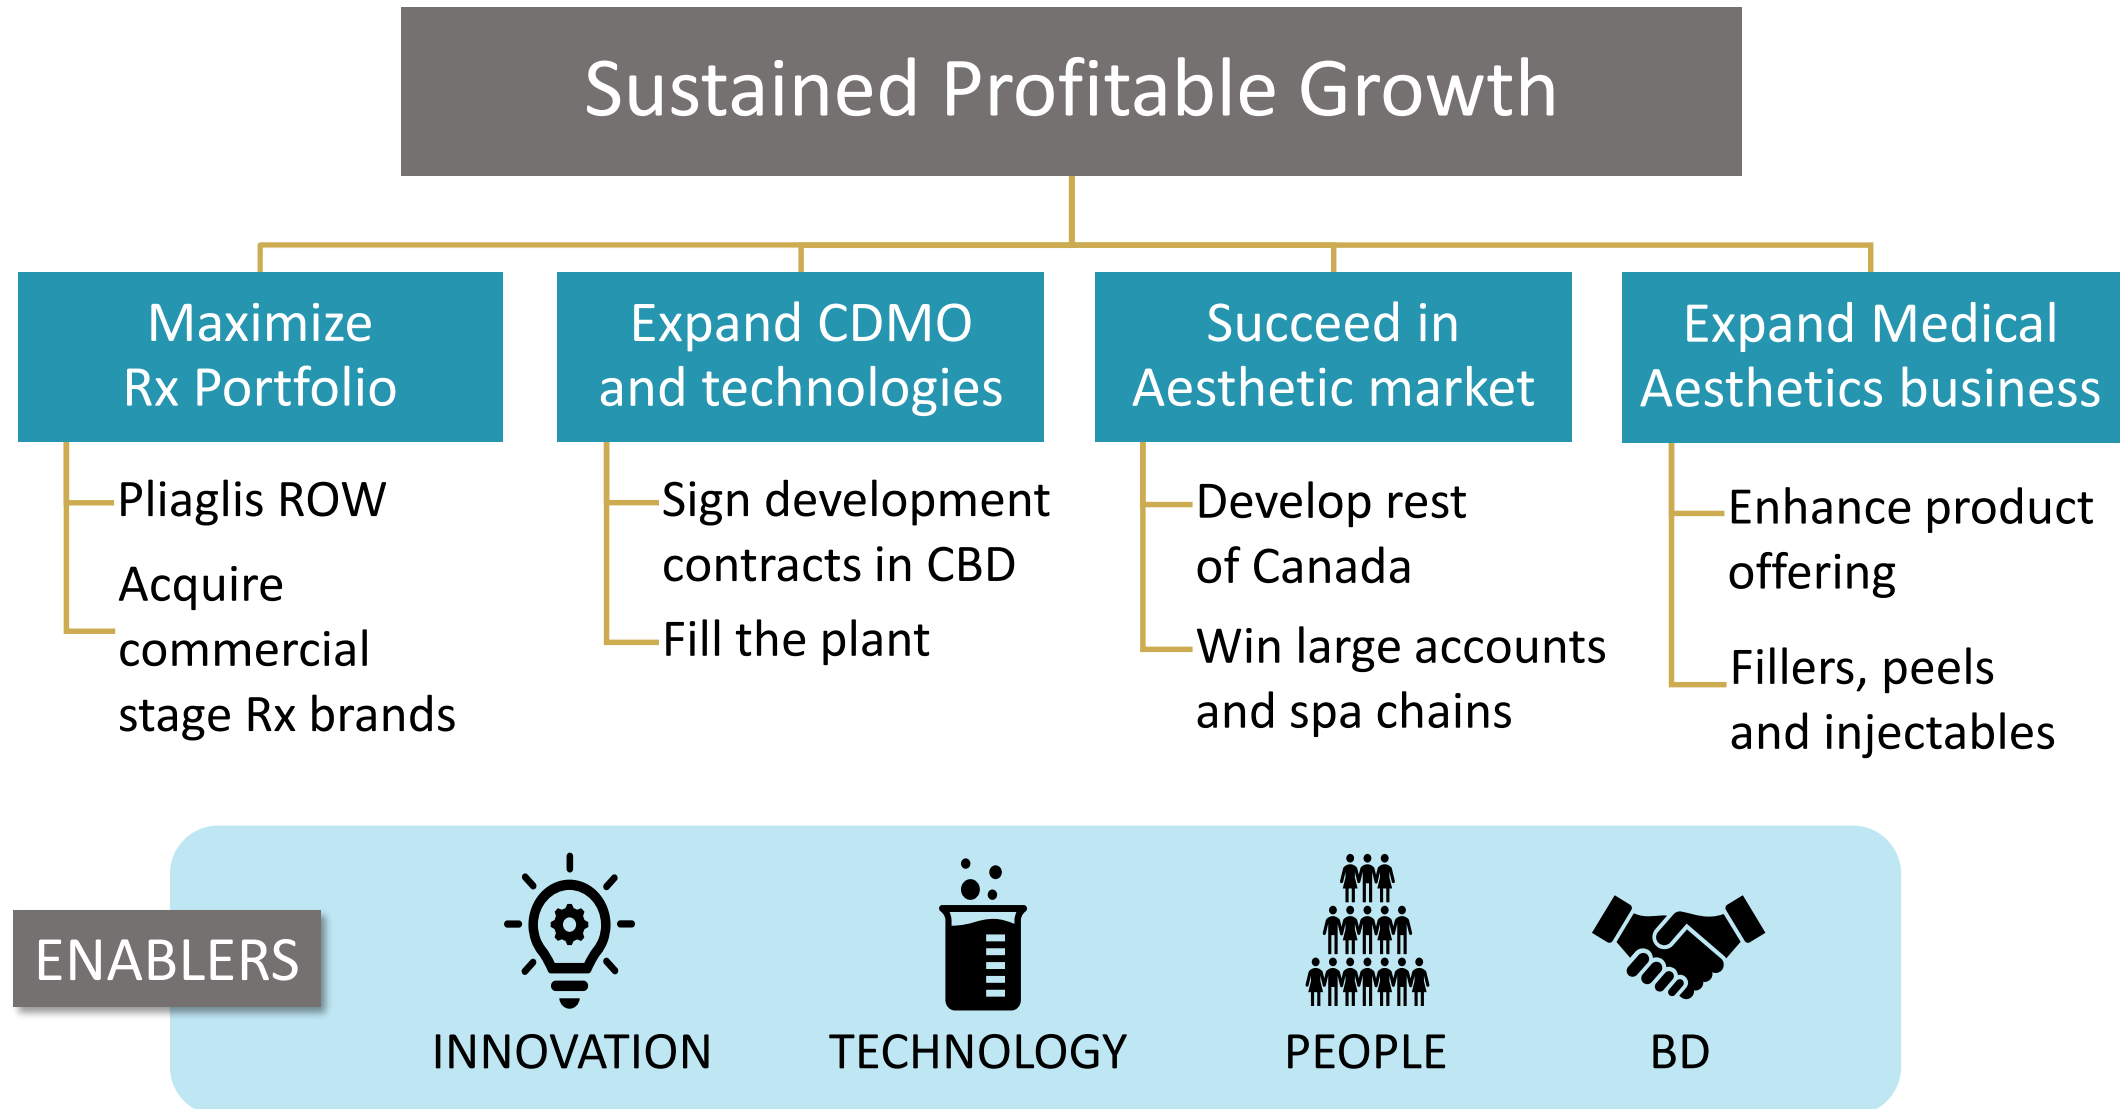 Sustained Profitable Growth
Maximize
Rx Portfolio
Pliaglis ROW
Acquire
commercial
stage Rx brands
Expand CDMO
and technologies
Sign development
contracts in CBD
Fill the plant
Succeed in
Aesthetic market
Develop rest
of Canada
Win large accounts
and spa chains
Expand Medical
Aesthetics business
Enhance product
offering
Fillers, peels
and injectables
ENABLERS
INNOVATION
TECHNOLOGY
PEOPLE
BD